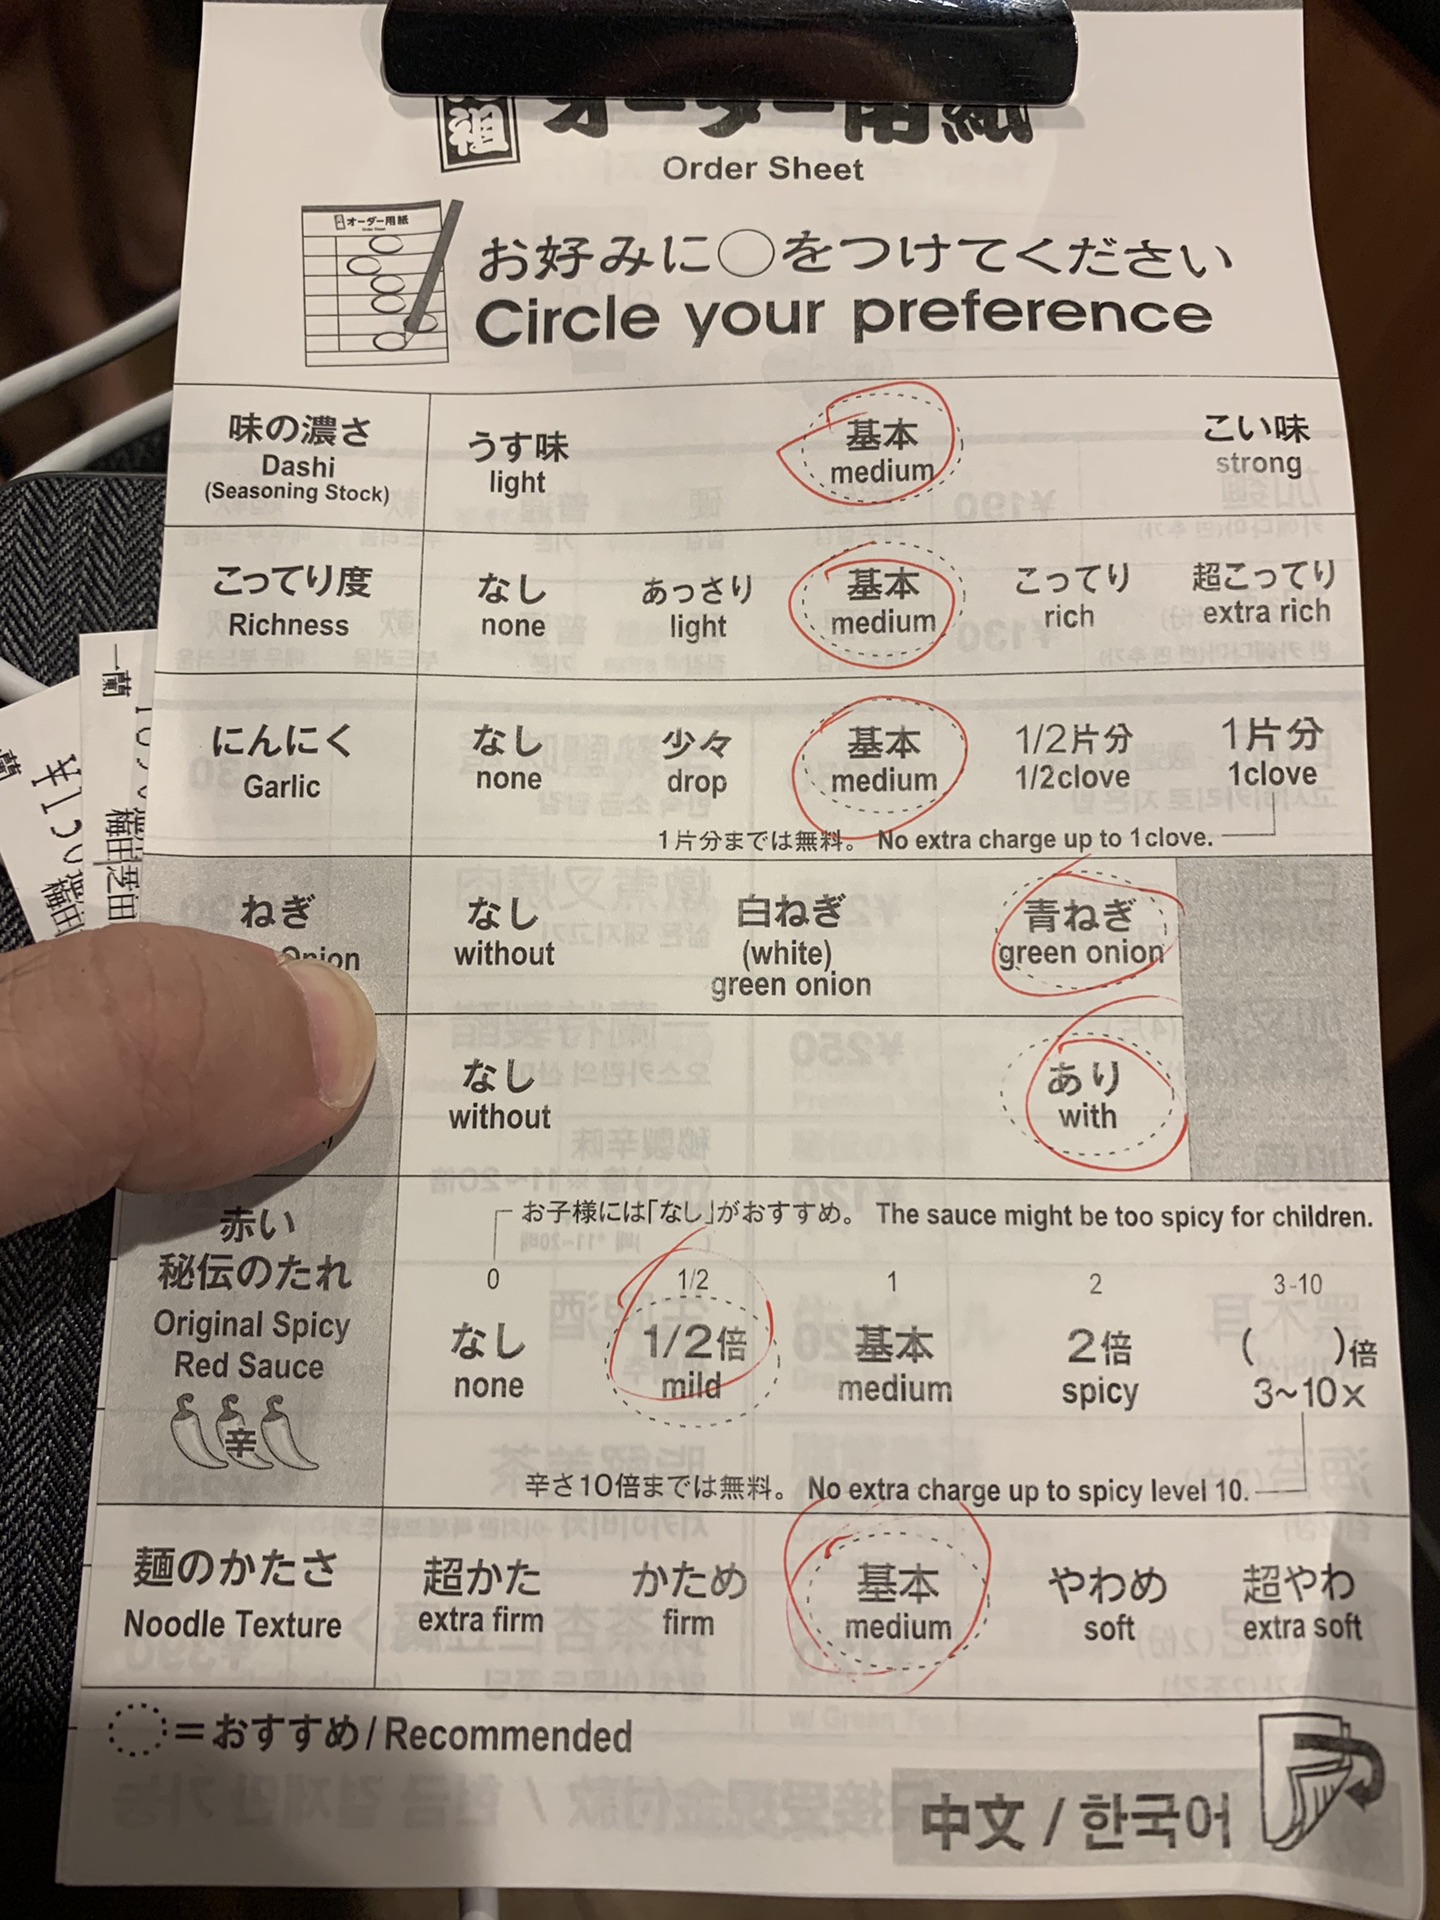 オーダー用紙
Order Sheet
オーダー用紙
お好みに○をつけてください
Circle your preference
味の濃さ
Dashi
(Seasoning Stock)
うす味
light
基本
medium
こい味
strong
こってり度
Richness
なし
none
あっさり
light
基本
medium
こってり
rich
超こってり
extra rich
にんにく
Garlic
なし
none
少々
drop
基本
medium
1/2片分
1/2clove
1片分
1clove
1片分までは無料。 No extra charge up to 1clove.
ねぎ
Onion
なし
without
白ねぎ
(white)
green onion
青ねぎ
green onion
なし
without
あり
with
赤い
秘伝のたれ
Original Spicy
Red Sauce
辛
お子様には「なし」がおすすめ。 The sauce might be too spicy for children.
0
なし
none
1/2
1/2倍
mild
1
基本
medium
2
2倍
spicy
3-10
( )倍
3~10x
辛さ10倍までは無料。 No extra charge up to spicy level 10.
麺のかたさ
Noodle Texture
超かた
extra firm
かため
firm
基本
medium
やわめ
soft
超やわ
extra soft
=おすすめ/Recommended
中文 / 한국어
一蘭
蘭